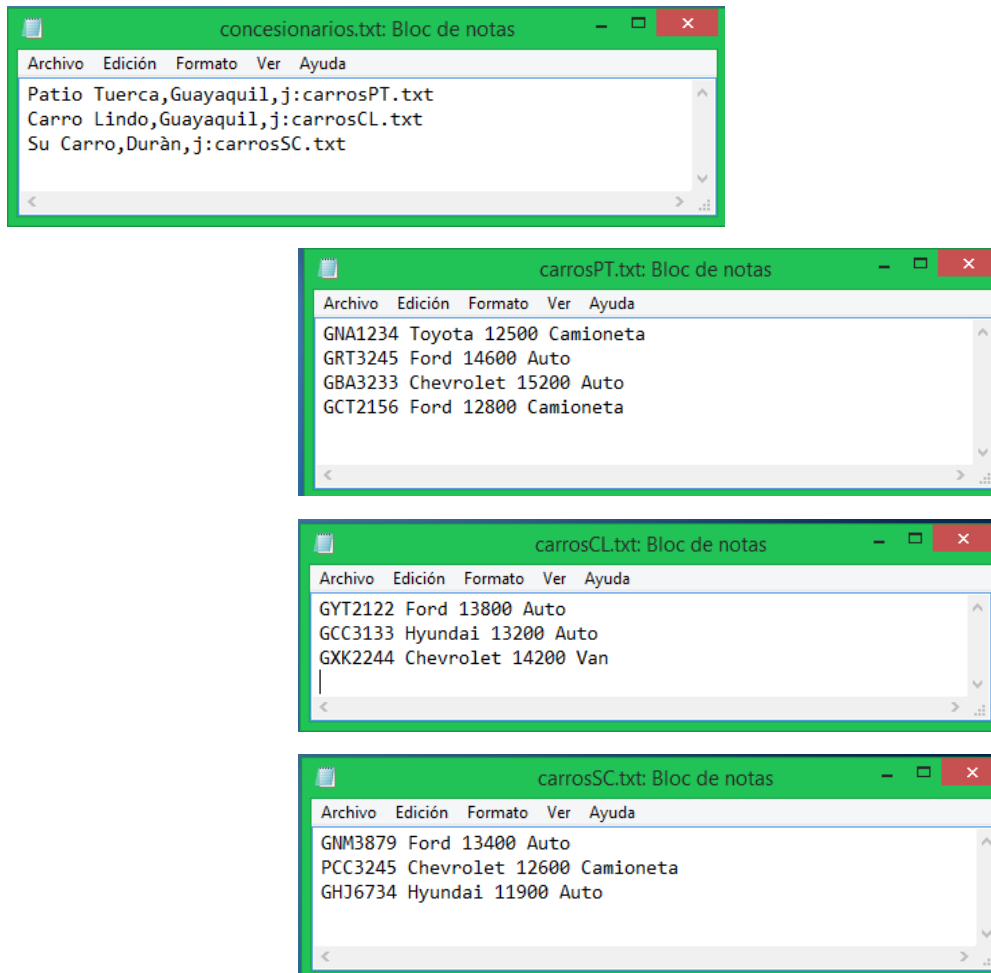 concesionarios.txt: Bloc de notas
Archivo Edición Formato Ver Ayuda
Patio Tuerca,Guayaquil,j:carrosPT.txt
Carro Lindo,Guayaquil,j:carrosCL.txt
Su Carro,Duràn,j:carrosSC.txt
carrosPT.txt: Bloc de notas
Archivo Edición Formato Ver Ayuda
GNA1234 Toyota 12500 Camioneta
GRT3245 Ford 14600 Auto
GBA3233 Chevrolet 15200 Auto
GCT2156 Ford 12800 Camioneta
carrosCL.txt: Bloc de notas
Archivo Edición Formato Ver Ayuda
GYT2122 Ford 13800 Auto
GCC3133 Hyundai 13200 Auto
GXK2244 Chevrolet 14200 Van
carrosSC.txt: Bloc de notas
Archivo Edición Formato Ver Ayuda
GNM3879 Ford 13400 Auto
PCC3245 Chevrolet 12600 Camioneta
GHJ6734 Hyundai 11900 Auto